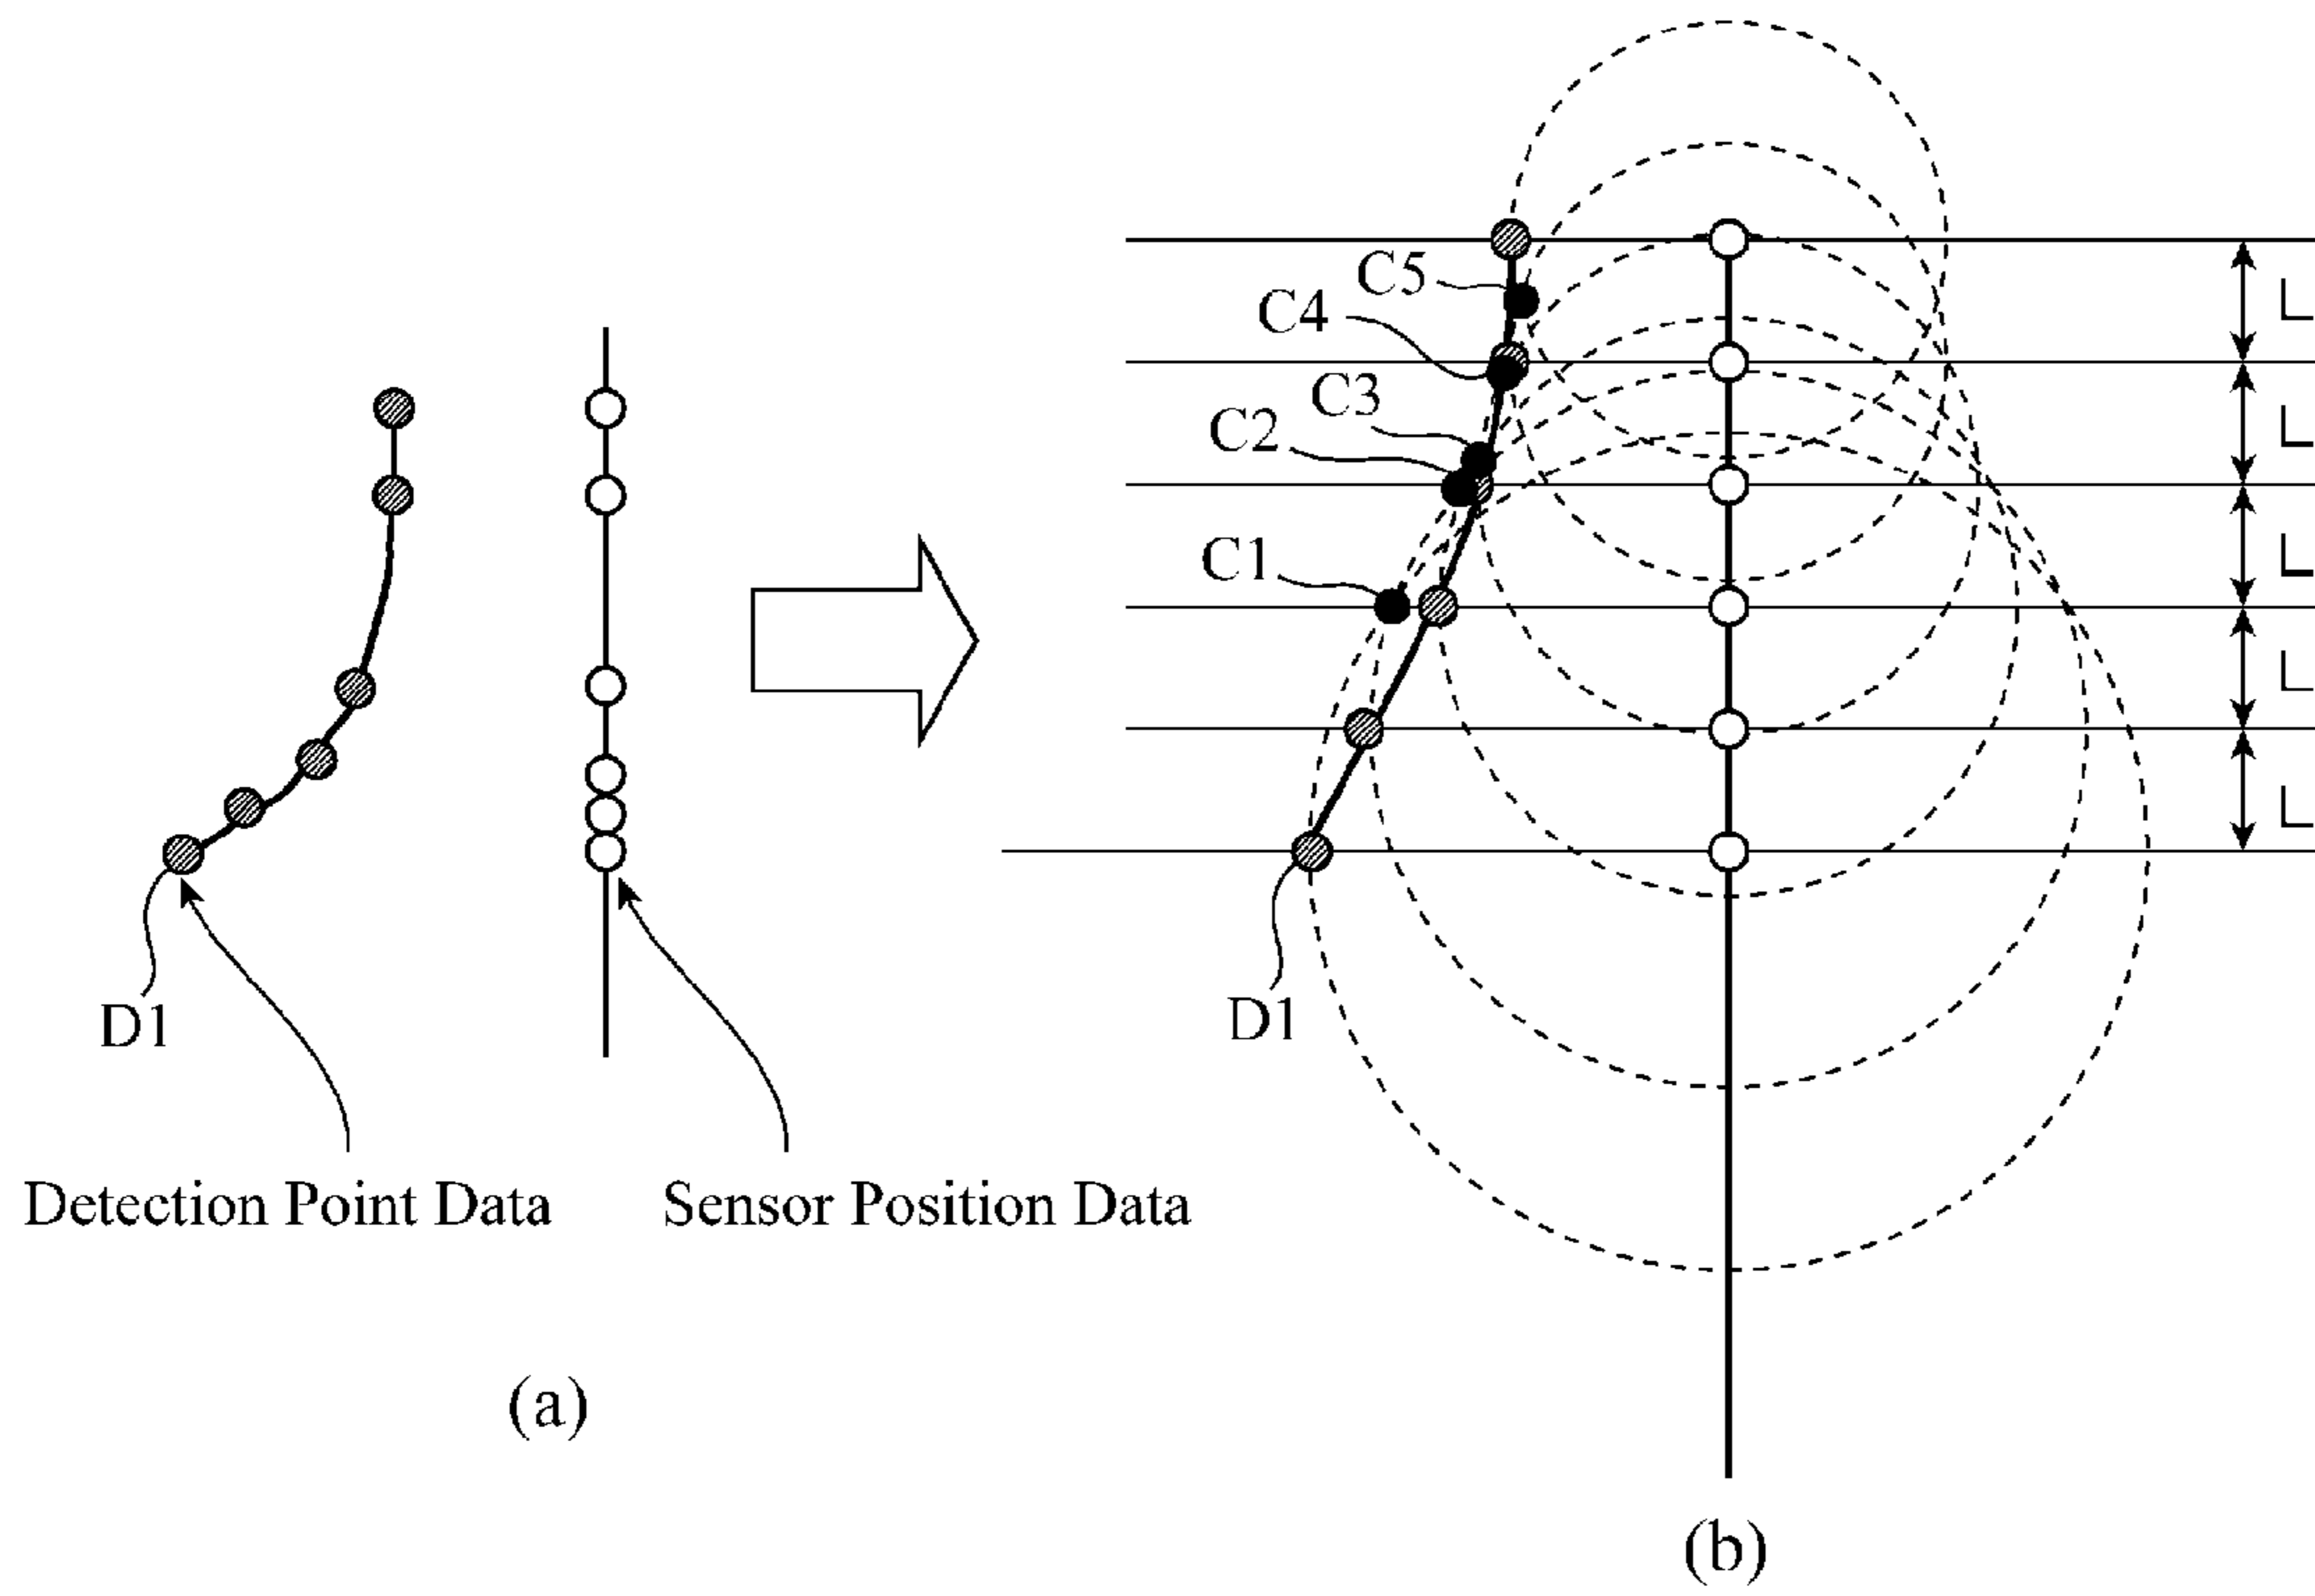 C5
L
C4
C3
L
C2
L
C1
L
L
D1
D1
Detection Point Data
Sensor Position Data
(a)
(b)